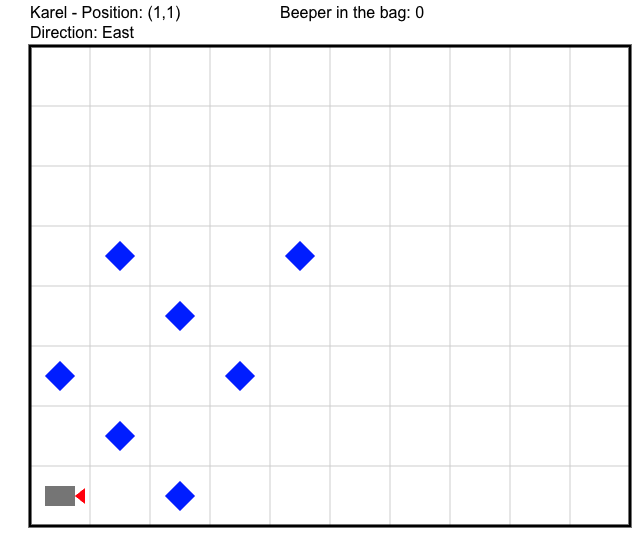 Karel - Position: (1,1) Beeper in the bag: 0
Direction: East